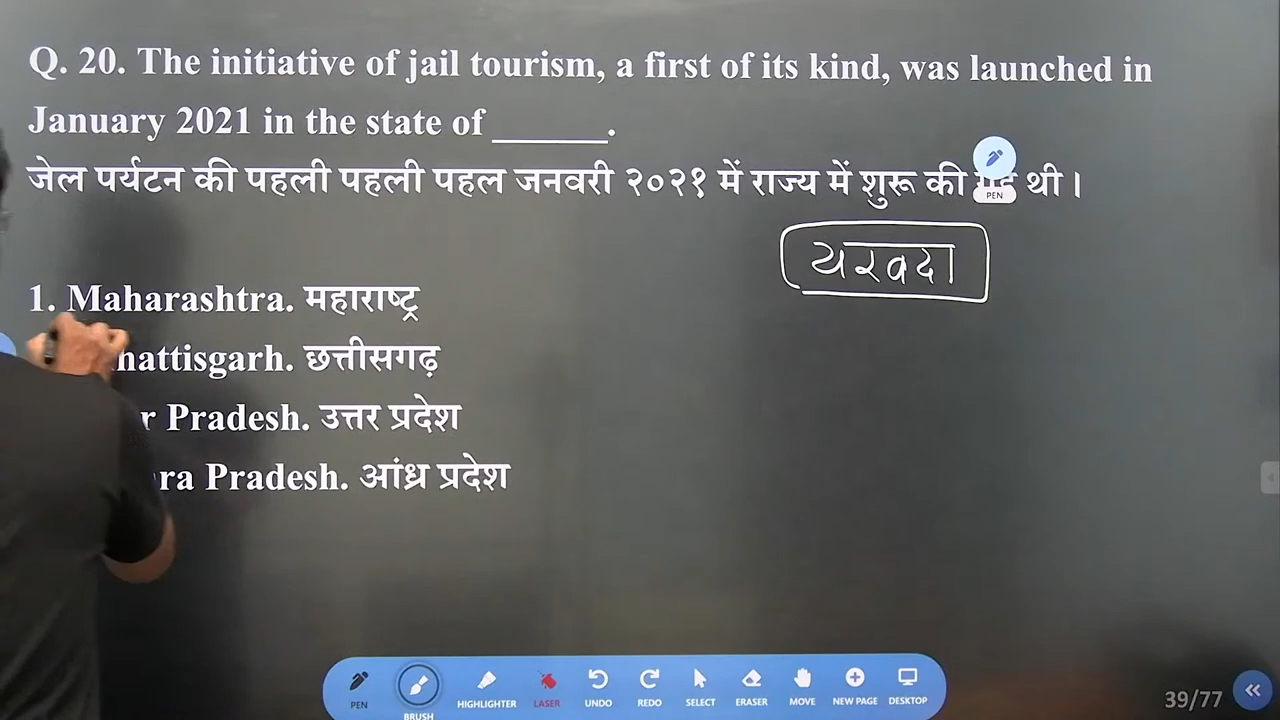 Q. 20. The initiative of jail tourism, a first of its kind, was launched in
January 2021 in the state of ______.
जेल पर्यटन की पहली पहली पहल जनवरी २०२१ में राज्य में शुरू की थी।
यरवदा
1. Maharashtra. महाराष्ट्र
hattisgarh. छत्तीसगढ़
r Pradesh. उत्तर प्रदेश
ra Pradesh. आंध्र प्रदेश
PEN
PEN
BRUSH
HIGHLIGHTER
LASER
UNDO
REDO
SELECT
ERASER
MOVE
NEW PAGE
DESKTOP
39/77